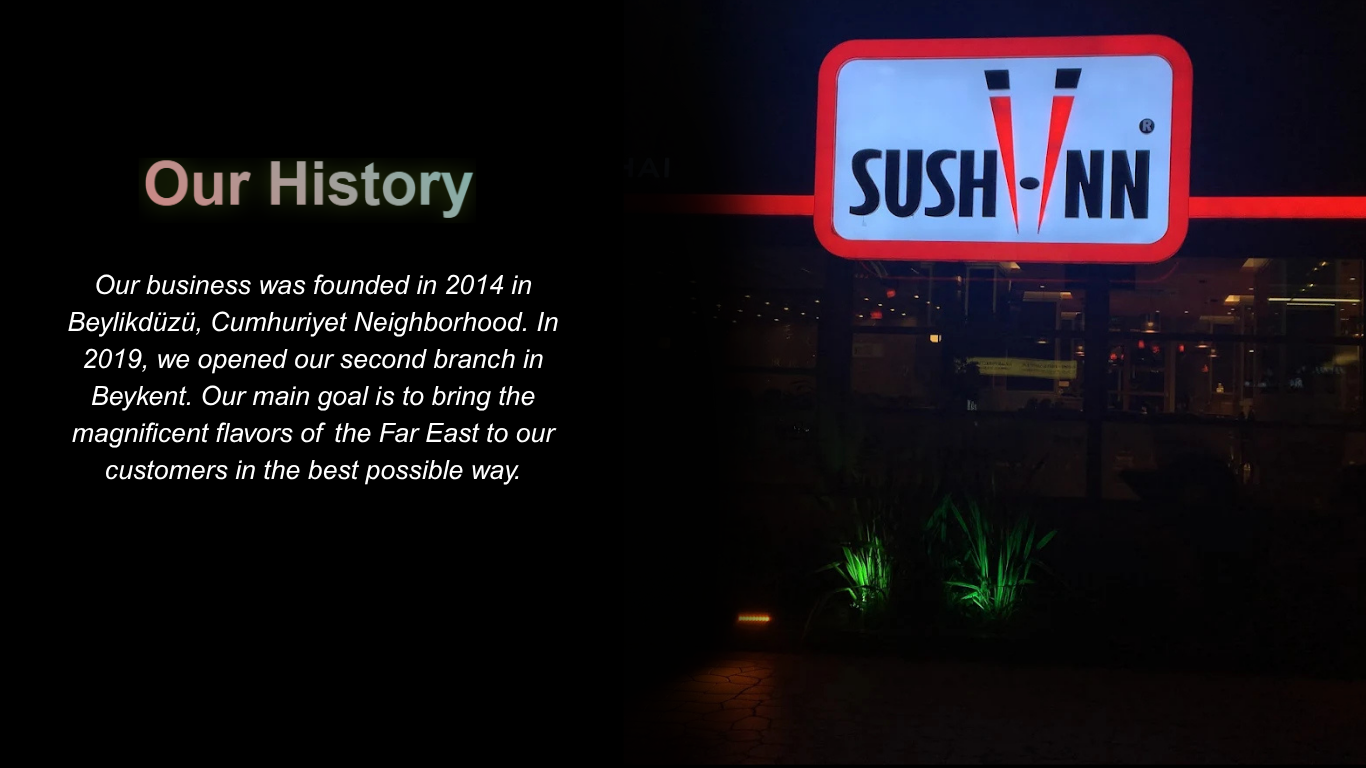 Our History
Our business was founded in 2014 in
Beylikdüzü, Cumhuriyet Neighborhood. In
2019, we opened our second branch in
Beykent. Our main goal is to bring the
magnificent flavors of the Far East to our
customers in the best possible way.
®
SUSHİ-İNN